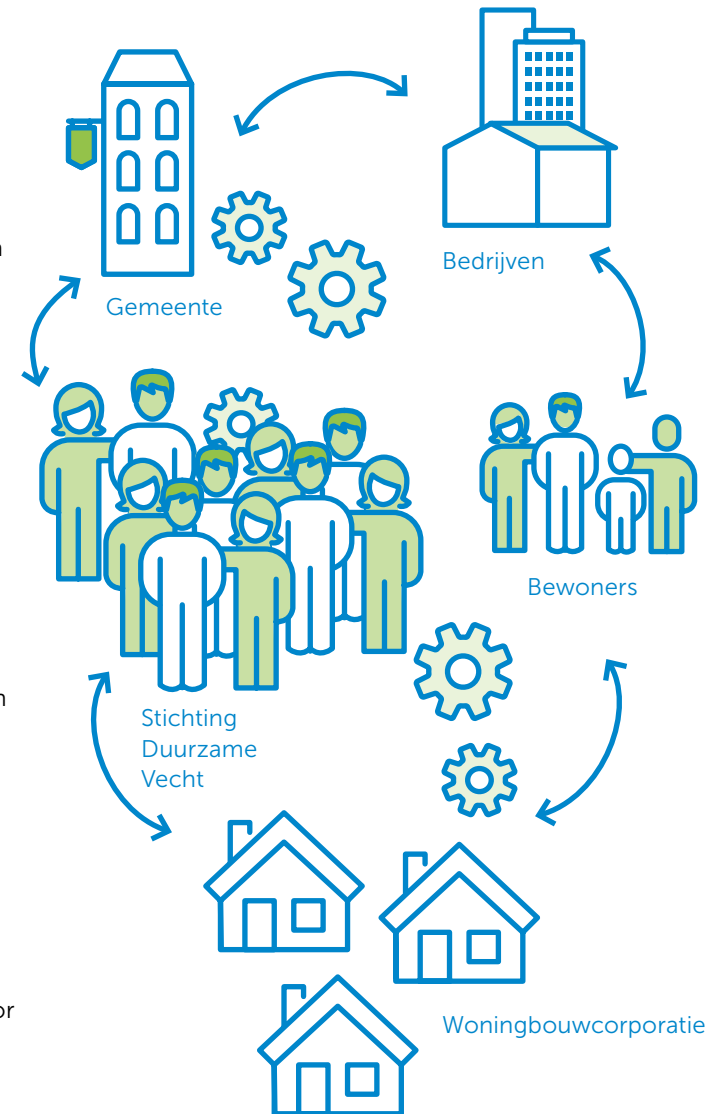 Bedrijven
Gemeente
Bewoners
Stichting
Duurzame
Vecht
Woningbouwcorporatie